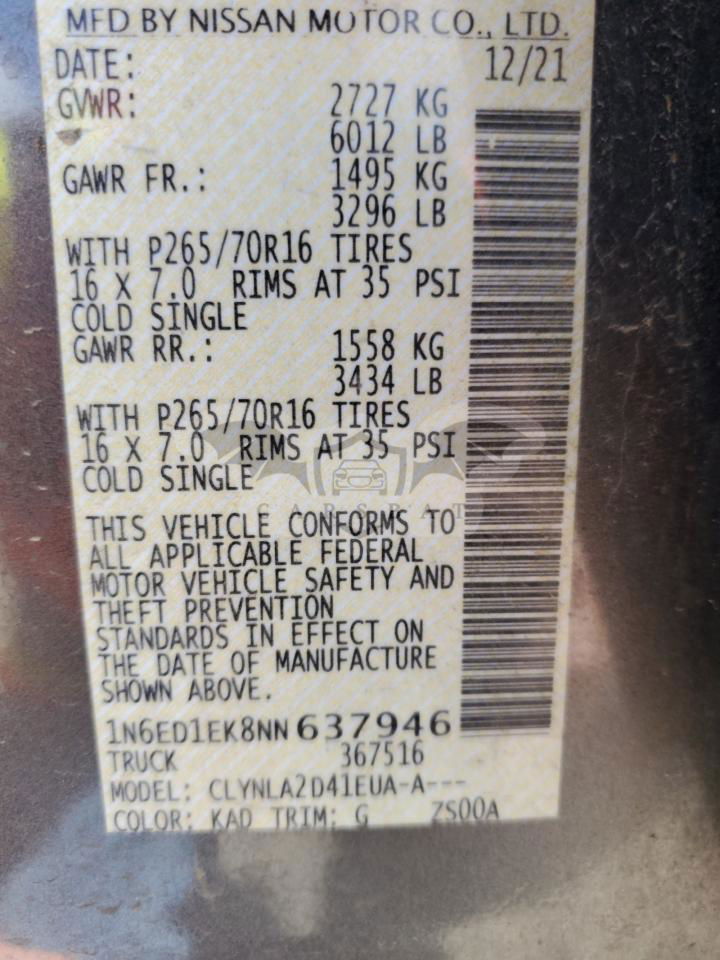 MFD BY NISSAN MOTOR CO., LTD.
DATE: 12/21
GVWR: 2727 KG
6012 LB
GAWR FR.: 1495 KG
3296 LB
WITH P265/70R16 TIRES
16 X 7.0 RIMS AT 35 PSI
COLD SINGLE
GAWR RR.: 1558 KG
3434 LB
WITH P265/70R16 TIRES
16 X 7.0 RIMS AT 35 PSI
COLD SINGLE
CARSBAT
THIS VEHICLE CONFORMS TO
ALL APPLICABLE FEDERAL
MOTOR VEHICLE SAFETY AND
THEFT PREVENTION
STANDARDS IN EFFECT ON
THE DATE OF MANUFACTURE
SHOWN ABOVE.
1N6ED1EK8NN637946
TRUCK 367516
MODEL: CLYNLA2D41EUA-A---
COLOR: KAD TRIM: G ZS00A